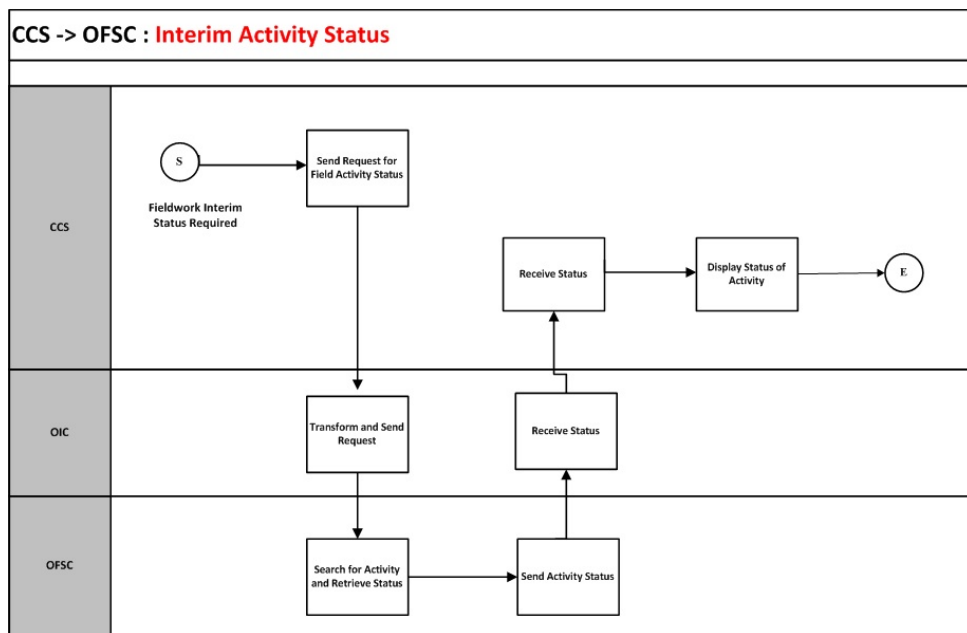 CCS -> OFSC : Interim Activity Status
CCS
S
Fieldwork Interim
Status Required
Send Request for
Field Activity Status
Receive Status
Display Status of
Activity
E
OIC
Transform and Send
Request
Receive Status
OFSC
Search for Activity
and Retrieve Status
Send Activity Status